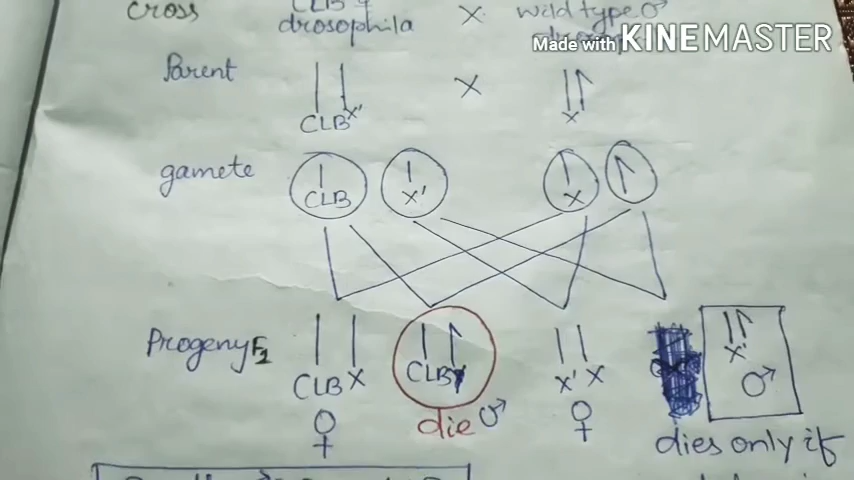 cross CLB ♀ × wild type ♂
drosophila
Made with KINEMASTER
Parent ×
CLB X' X
gamete
CLB X' X
Progeny F1
CLB X CLB Y X' X X' ♂
♀ die ♂ ♀
dies only if